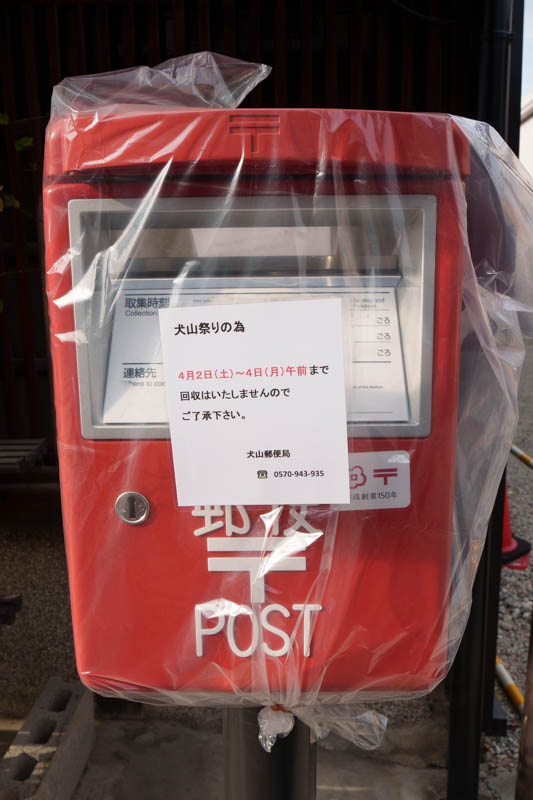 〒
取集時刻
Collection
ごろ
ごろ
ごろ
連絡先
Where to
犬山祭りの為
4月2日(土)~4日(月)午前まで
回収はいたしませんので
ご了承下さい。
犬山郵便局
☎ 0570-943-935
〒
創業150年
郵
〒
POST